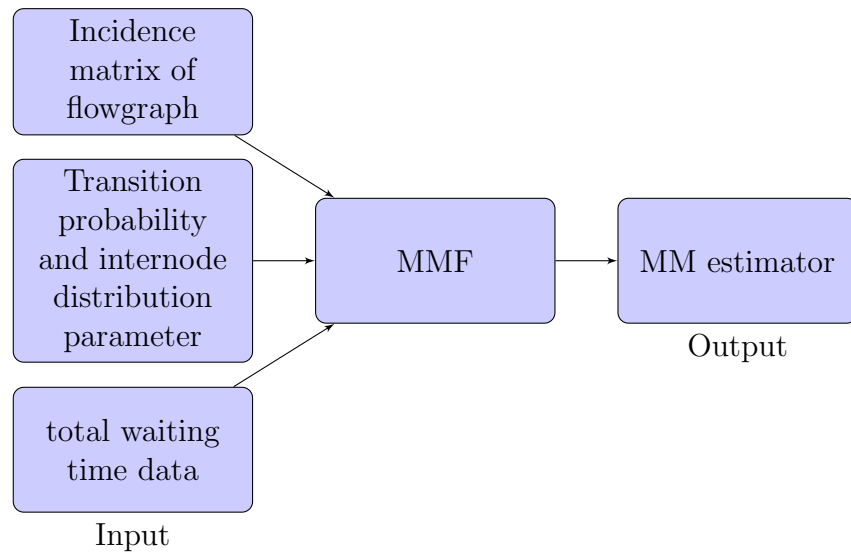 Incidence
matrix of
flowgraph
Transition
probability
and internode
distribution
parameter
total waiting
time data
Input
MMF
MM estimator
Output